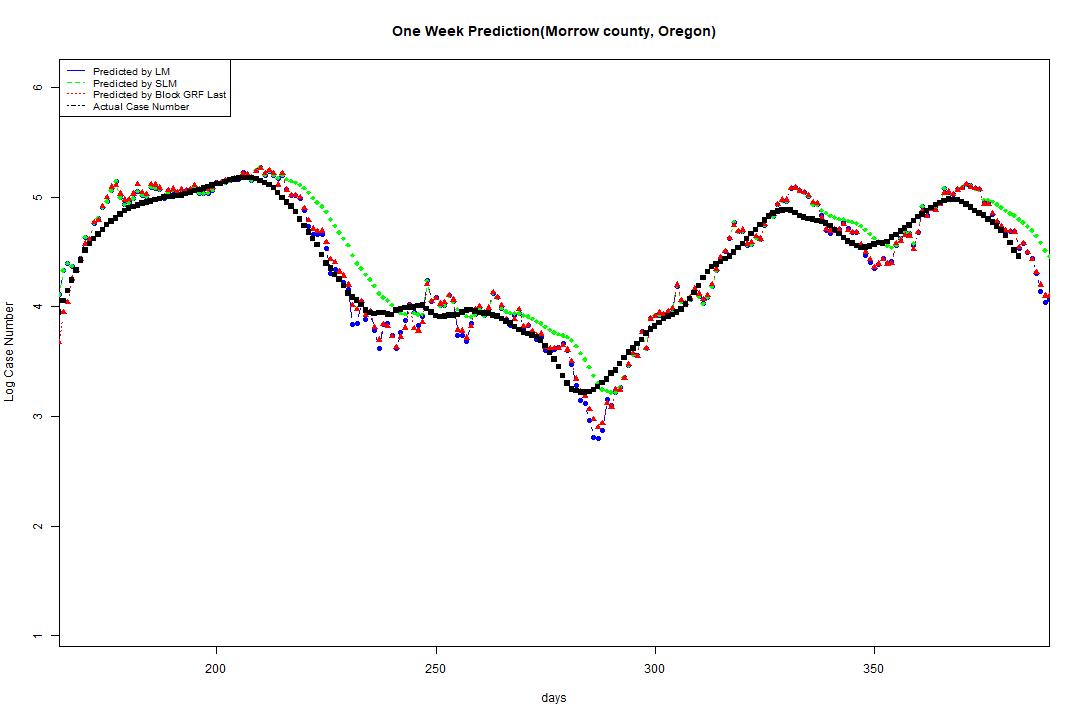 One Week Prediction(Morrow county, Oregon)
Predicted by LM
Predicted by SLM
Predicted by Block GRF Last
Actual Case Number
6
5
4
3
2
1
Log Case Number
200
250
300
350
days